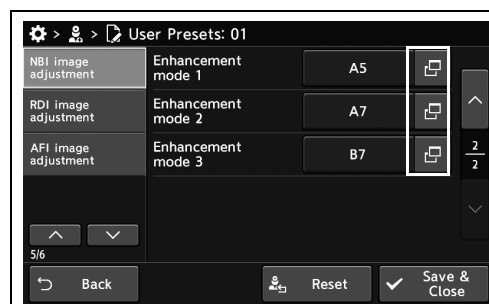 > > User Presets: 01
NBI image
adjustment
Enhancement
mode 1
A5
RDI image
adjustment
Enhancement
mode 2
A7
AFI image
adjustment
Enhancement
mode 3
B7
2
2
5/6
Back
Reset
Save &
Close